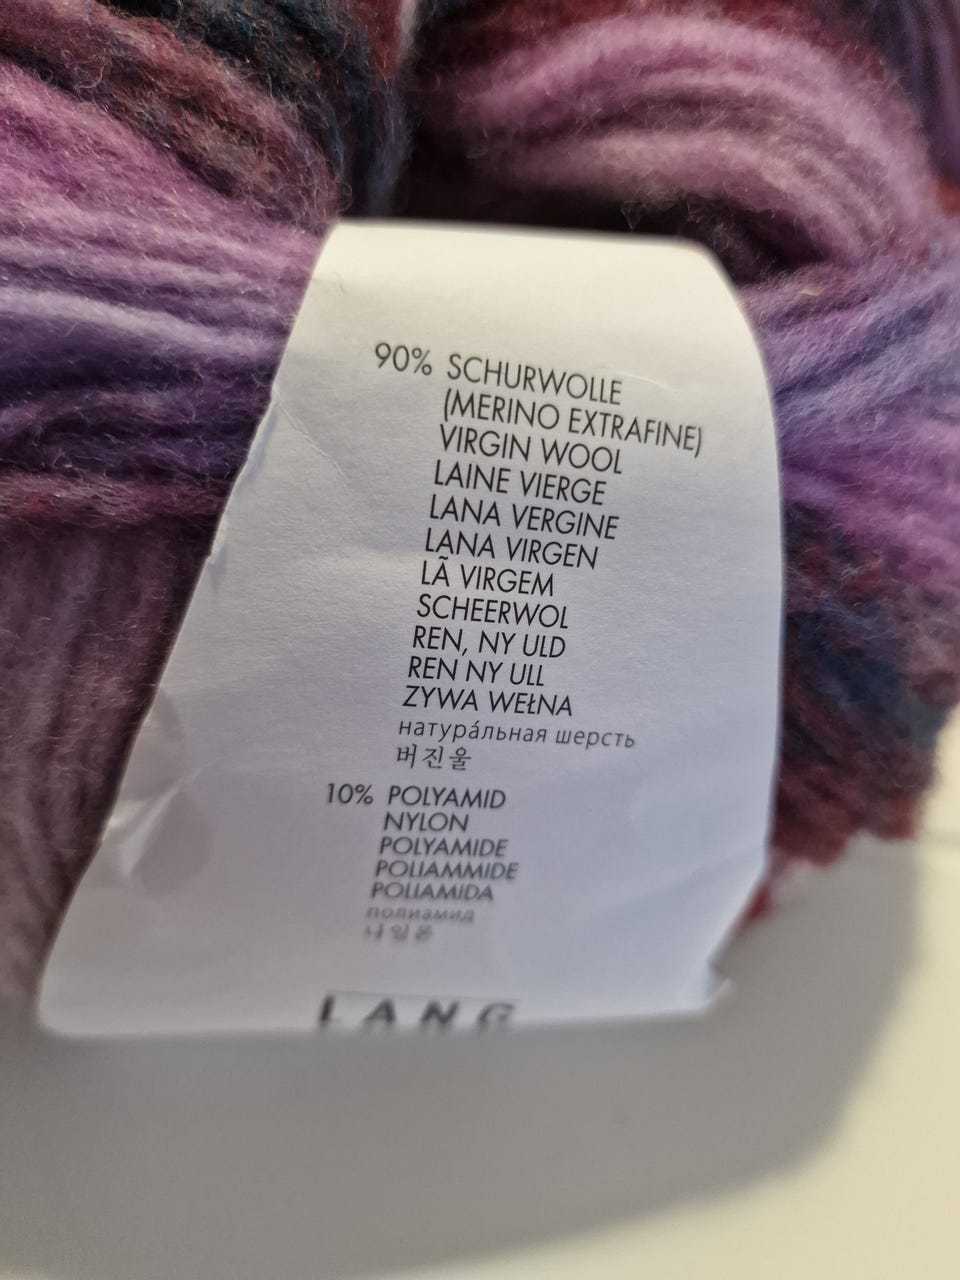 90% SCHURWOLLE
(MERINO EXTRAFINE)
VIRGIN WOOL
LAINE VIERGE
LANA VERGINE
LANA VIRGEN
LÃ VIRGEM
SCHEERWOL
REN, NY ULD
REN NY ULL
ZYWA WEŁNA
натура́льная шерсть
버진울
10% POLYAMID
NYLON
POLYAMIDE
POLIAMMIDE
POLIAMIDA
полиамид
나일론
LANG